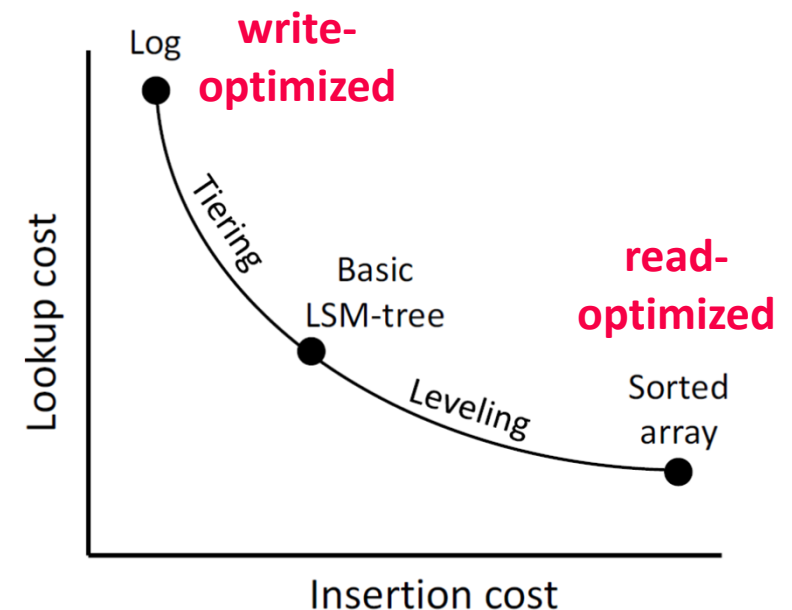 Log
write-
optimized
Tiering
Basic
LSM-tree
read-
optimized
Leveling
Sorted
array
Lookup cost
Insertion cost